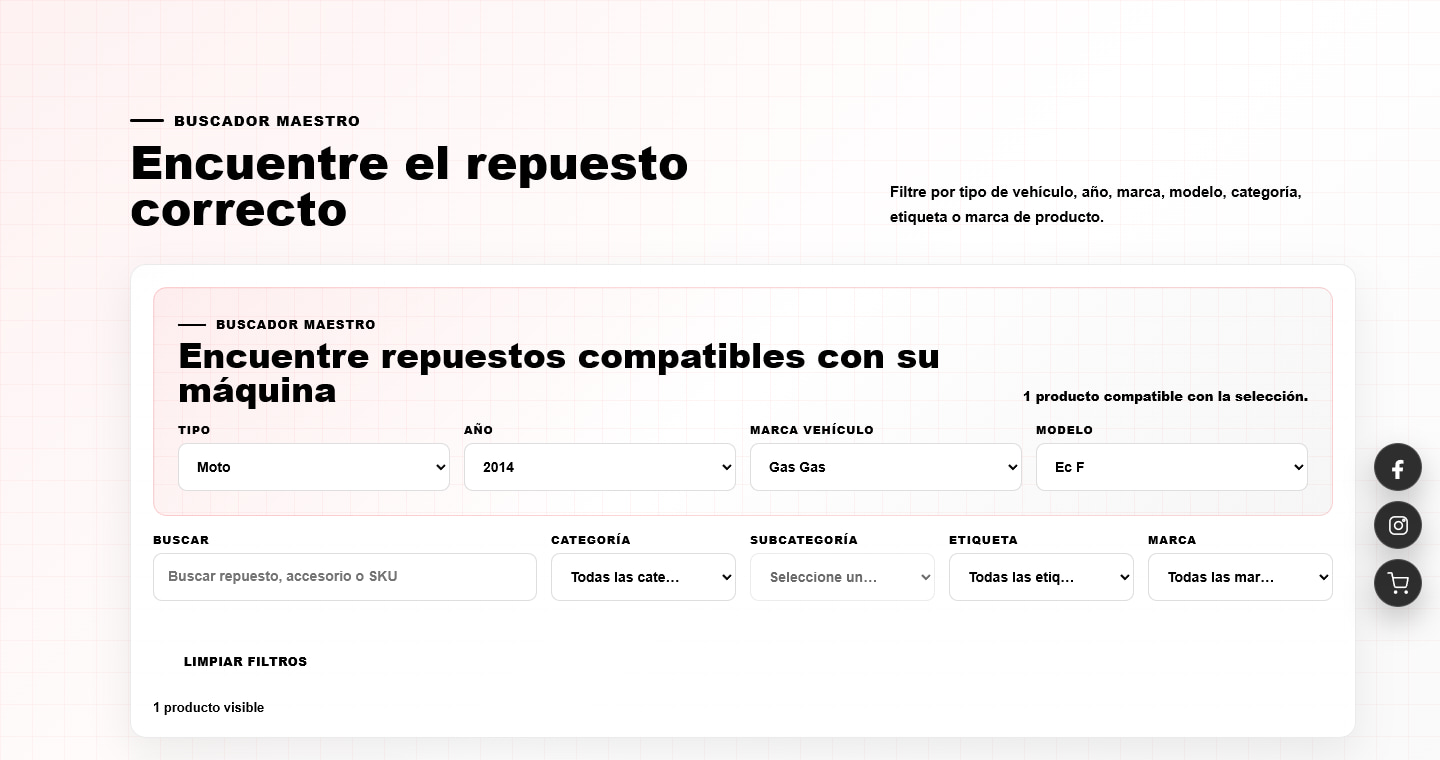 BUSCADOR MAESTRO
Encuentre el repuesto
correcto
Filtre por tipo de vehículo, año, marca, modelo, categoría,
etiqueta o marca de producto.
BUSCADOR MAESTRO
Encuentre repuestos compatibles con su
máquina
1 producto compatible con la selección.
TIPO
AÑO
MARCA VEHÍCULO
MODELO
Moto
2014
Gas Gas
Ec F
BUSCAR
CATEGORÍA
SUBCATEGORÍA
ETIQUETA
MARCA
Buscar repuesto, accesorio o SKU
Todas las cate...
Seleccione un...
Todas las etiq...
Todas las mar...
LIMPIAR FILTROS
1 producto visible